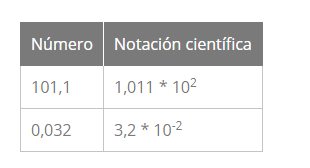 Número Notación científica
101,1 1,011 * 10²
0,032 3,2 * 10⁻²